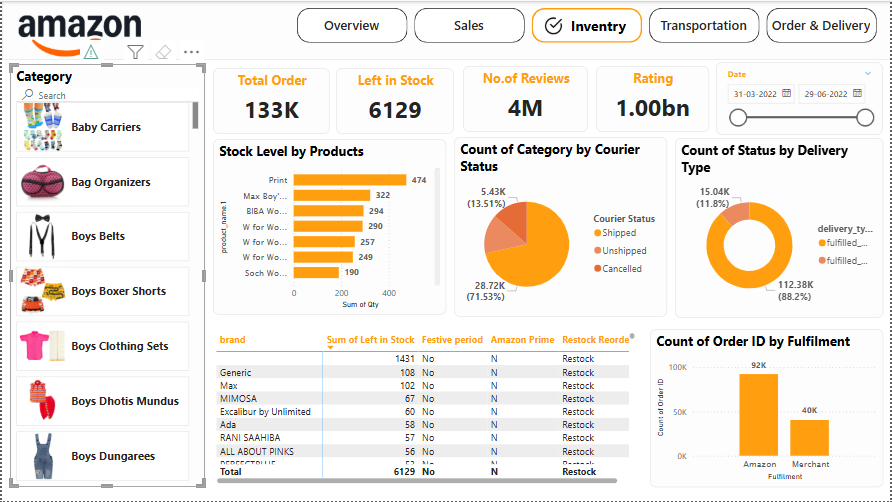 amazon
Overview
Sales
Inventry
Transportation
Order & Delivery
Category
Search
Baby Carriers
Bag Organizers
Boys Belts
Boys Boxer Shorts
Boys Clothing Sets
Boys Dhotis Mundus
Boys Dungarees
Total Order
133K
Left in Stock
6129
No.of Reviews
4M
Rating
1.00bn
Date
31-03-2022
29-06-2022
Stock Level by Products
product_name.1
Print 474
Max Boy'... 322
BIBA Wo... 294
W for Wo... 290
W for Wo... 257
W for Wo... 249
Soch Wo... 190
0 200 400
Sum of Qty
Count of Category by Courier
Status
5.43K
(13.51%)
28.72K
(71.53%)
Courier Status
Shipped
Unshipped
Cancelled
Count of Status by Delivery
Type
15.04K
(11.8%)
112.38K
(88.2%)
delivery_ty...
fulfilled_...
fulfilled_...
brand Sum of Left in Stock Festive period Amazon Prime Restock Reorde
1431 No N Restock
Generic 108 No N Restock
Max 102 No N Restock
MIMOSA 67 No N Restock
Excalibur by Unlimited 60 No N Restock
Ada 58 No N Restock
RANI SAAHIBA 57 No N Restock
ALL ABOUT PINKS 56 No N Restock
Total 6129 No N Restock
Count of Order ID by Fulfilment
Count of Order ID
100K
50K
0K
92K
40K
Amazon Merchant
Fulfilment